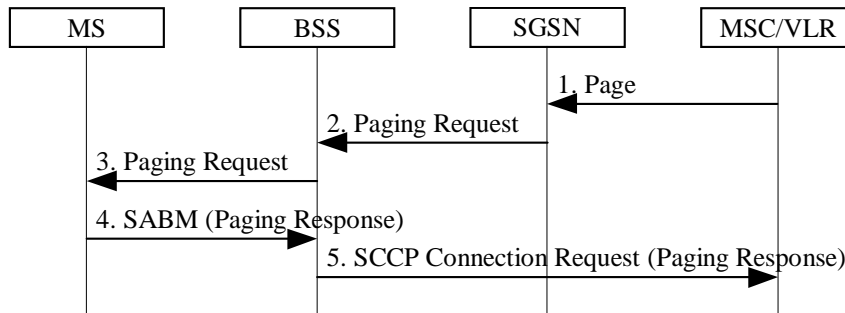 MS
BSS
SGSN
MSC/VLR
1. Page
2. Paging Request
3. Paging Request
4. SABM (Paging Response)
5. SCCP Connection Request (Paging Response)